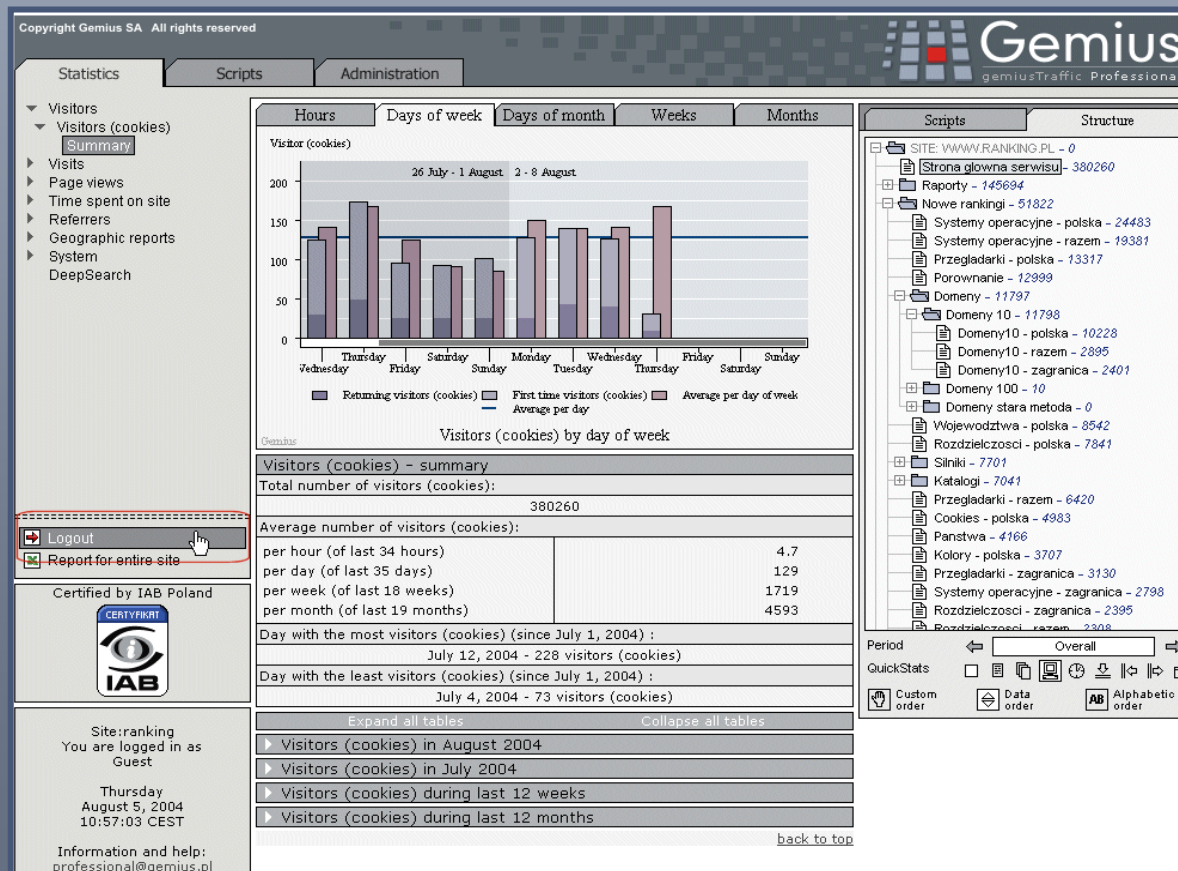 Copyright Gemius SA All rights reserved
Gemius
gemiusTraffic Professional
Statistics
Scripts
Administration
Visitors
Visitors (cookies)
Summary
Visits
Page views
Time spent on site
Referrers
Geographic reports
System
DeepSearch
Logout
Report for entire site
Certified by IAB Poland
CERTYFIKAT
IAB
Site:ranking
You are logged in as
Guest
Thursday
August 5, 2004
10:57:03 CEST
Information and help:
professional@gemius.pl
Hours
Days of week
Days of month
Weeks
Months
Visitor (cookies)
26 July - 1 August
2 - 8 August
200
150
100
50
0
Wednesday
Thursday
Friday
Saturday
Sunday
Monday
Tuesday
Wednesday
Thursday
Friday
Saturday
Sunday
Returning visitors (cookies)
First time visitors (cookies)
Average per day of week
Average per day
Gemius
Visitors (cookies) by day of week
Visitors (cookies) – summary
Total number of visitors (cookies):
380260
Average number of visitors (cookies):
per hour (of last 34 hours) 4.7
per day (of last 35 days) 129
per week (of last 18 weeks) 1719
per month (of last 19 months) 4593
Day with the most visitors (cookies) (since July 1, 2004) :
July 12, 2004 - 228 visitors (cookies)
Day with the least visitors (cookies) (since July 1, 2004) :
July 4, 2004 - 73 visitors (cookies)
Expand all tables
Collapse all tables
Visitors (cookies) in August 2004
Visitors (cookies) in July 2004
Visitors (cookies) during last 12 weeks
Visitors (cookies) during last 12 months
back to top
Scripts
Structure
SITE: WWW.RANKING.PL - 0
Strona glowna serwisu - 380260
Raporty - 145694
Nowe rankingi - 51822
Systemy operacyjne - polska - 24483
Systemy operacyjne - razem - 19381
Przegladarki - polska - 13317
Porownanie - 12999
Domeny - 11797
Domeny 10 - 11798
Domeny10 - polska - 10228
Domeny10 - razem - 2895
Domeny10 - zagranica - 2401
Domeny 100 - 10
Domeny stara metoda - 0
Wojewodztwa - polska - 8542
Rozdzielczosci - polska - 7841
Silniki - 7701
Katalogi - 7041
Przegladarki - razem - 6420
Cookies - polska - 4983
Panstwa - 4166
Kolory - polska - 3707
Przegladarki - zagranica - 3130
Systemy operacyjne - zagranica - 2798
Rozdzielczosci - zagranica - 2395
Rozdzielczosci - razem - 2308
Period
Overall
QuickStats
Custom order
Data order
AB
Alphabetic order